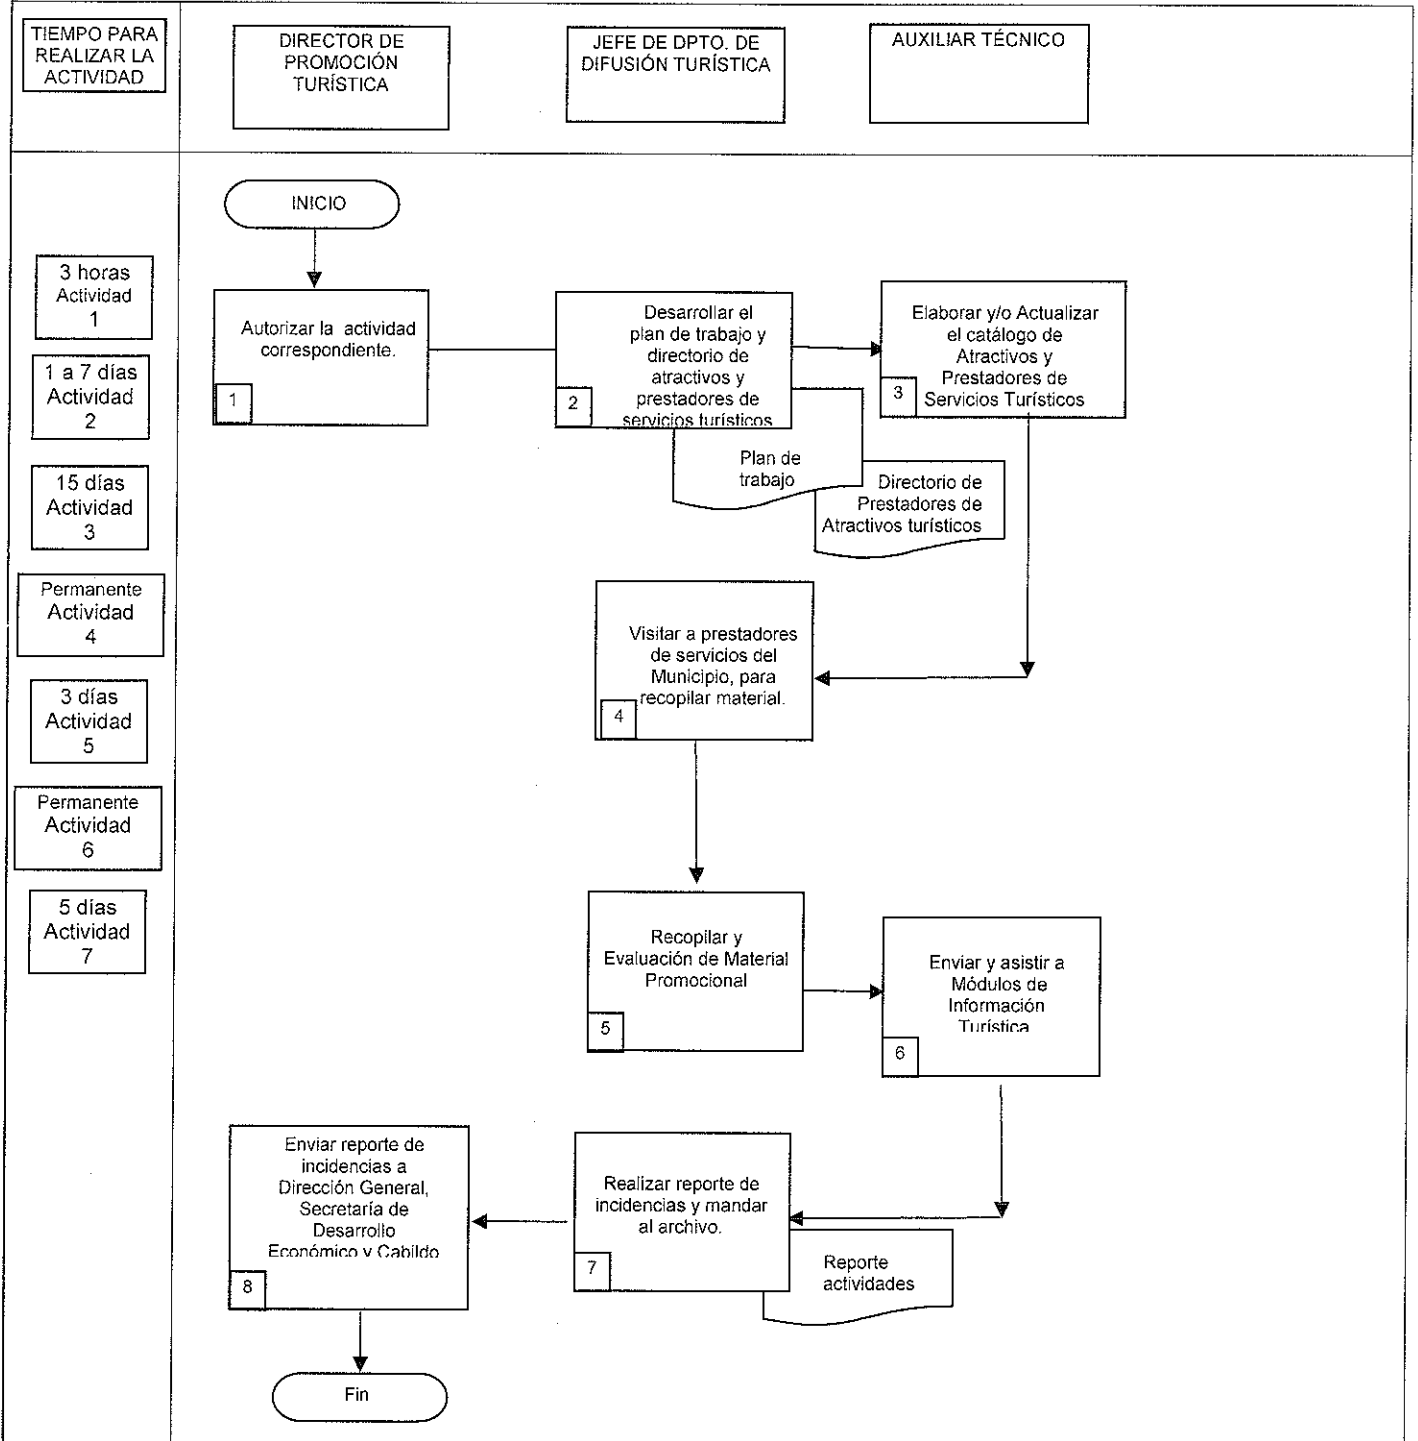 TIEMPO PARA
REALIZAR LA
ACTIVIDAD
DIRECTOR DE
PROMOCIÓN
TURÍSTICA
JEFE DE DPTO. DE
DIFUSIÓN TURÍSTICA
AUXILIAR TÉCNICO
INICIO
3 horas
Actividad
1
1 a 7 días
Actividad
2
15 días
Actividad
3
Permanente
Actividad
4
3 días
Actividad
5
Permanente
Actividad
6
5 días
Actividad
7
Autorizar la actividad
correspondiente.
1
Desarrollar el
plan de trabajo y
directorio de
atractivos y
prestadores de
servicios turísticos
2
Elaborar y/o Actualizar
el catálogo de
Atractivos y
Prestadores de
Servicios Turísticos
3
Plan de
trabajo
Directorio de
Prestadores de
Atractivos turísticos
Visitar a prestadores
de servicios del
Municipio, para
recopilar material.
4
Recopilar y
Evaluación de Material
Promocional
5
Enviar y asistir a
Módulos de
Información
Turística
6
Enviar reporte de
incidencias a
Dirección General,
Secretaría de
Desarrollo
Económico y Cabildo
8
Realizar reporte de
incidencias y mandar
al archivo.
7
Reporte
actividades
Fin